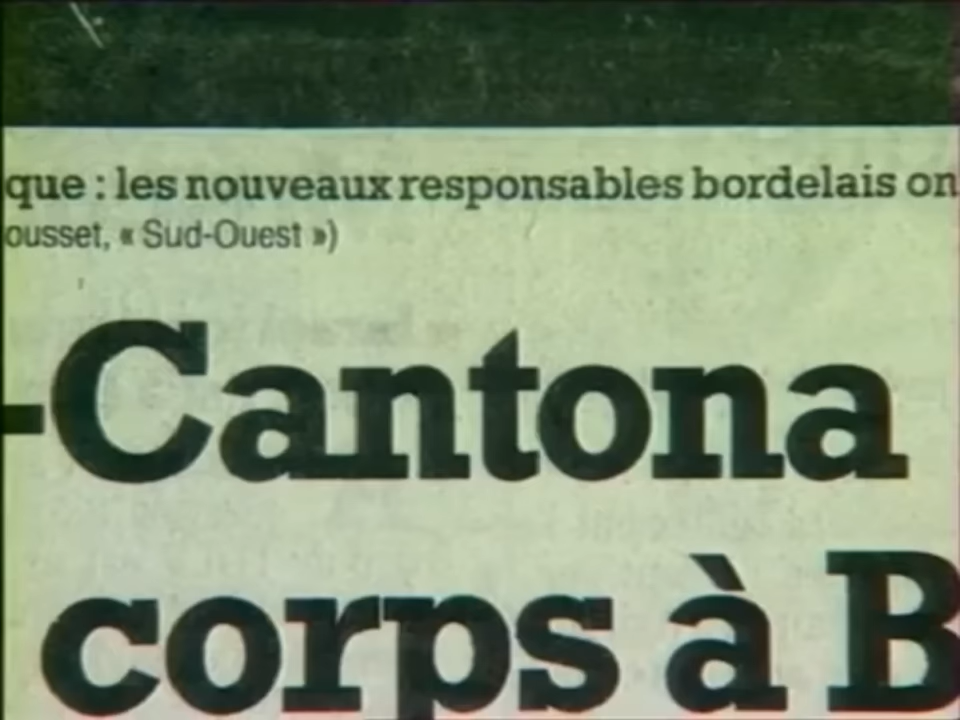 que : les nouveaux responsables bordelais on
ousset, « Sud-Ouest »)
-Cantona
corps à B